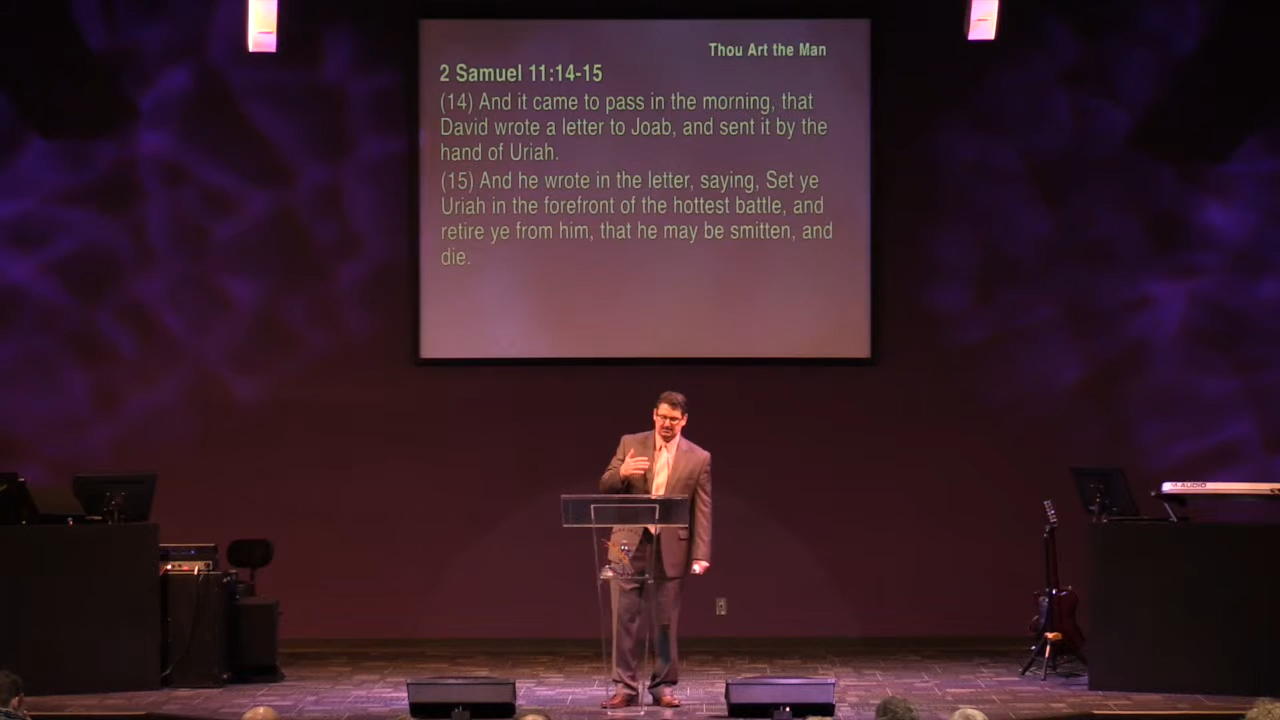 Thou Art the Man
2 Samuel 11:14-15
(14) And it came to pass in the morning, that
David wrote a letter to Joab, and sent it by the
hand of Uriah.
(15) And he wrote in the letter, saying, Set ye
Uriah in the forefront of the hottest battle, and
retire ye from him, that he may be smitten, and
die.
M-AUDIO